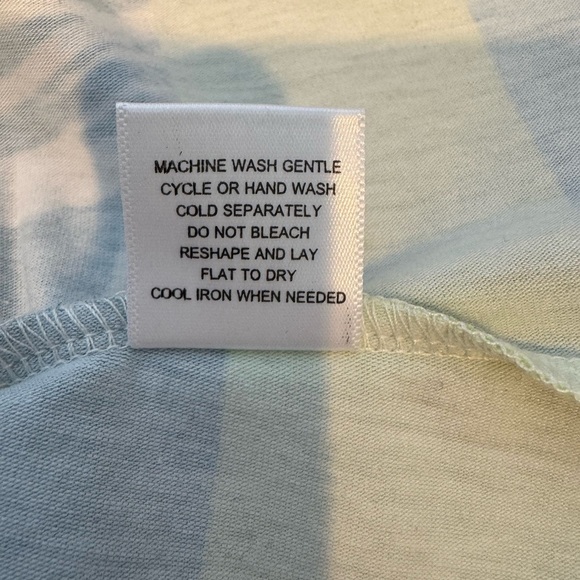 MACHINE WASH GENTLE
CYCLE OR HAND WASH
COLD SEPARATELY
DO NOT BLEACH
RESHAPE AND LAY
FLAT TO DRY
COOL IRON WHEN NEEDED